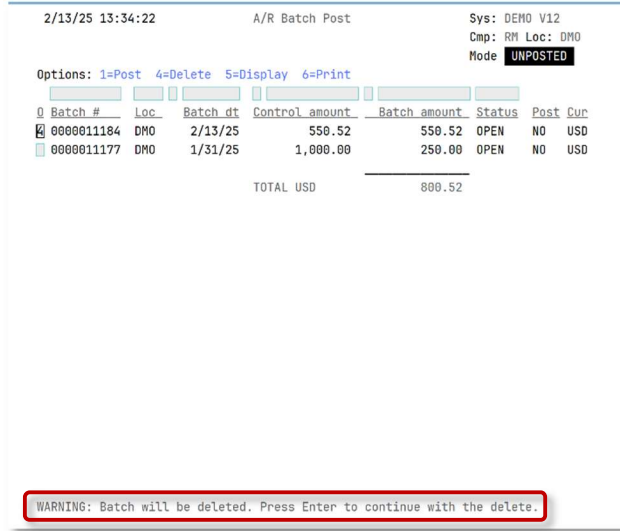 2/13/25 13:34:22 A/R Batch Post Sys: DEMO V12
Cmp: RM Loc: DMO
Mode UNPOSTED
Options: 1=Post 4=Delete 5=Display 6=Print
O Batch # Loc Batch dt Control amount Batch amount Status Post Cur
4 0000011184 DMO 2/13/25 550.52 550.52 OPEN NO USD
0000011177 DMO 1/31/25 1,000.00 250.00 OPEN NO USD
TOTAL USD 800.52
WARNING: Batch will be deleted. Press Enter to continue with the delete.